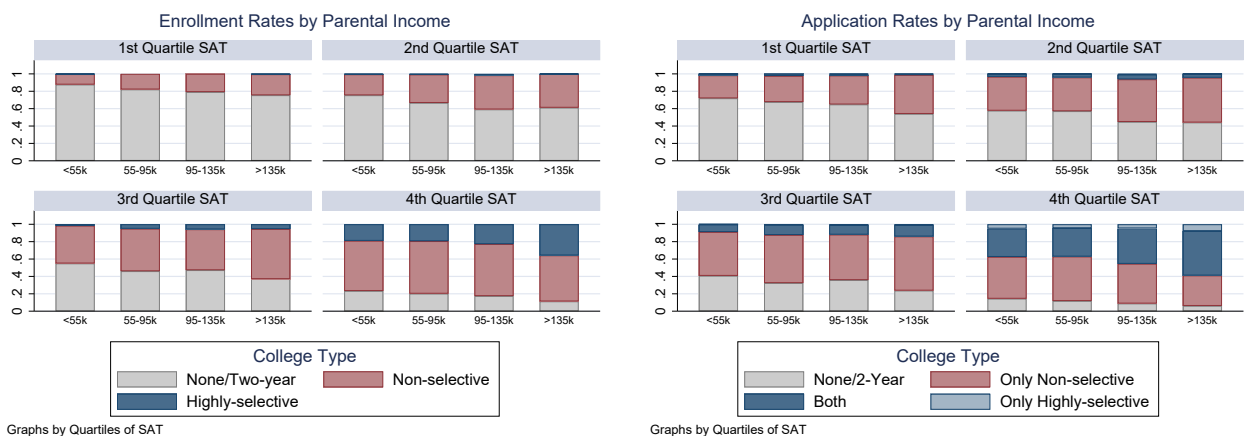 Enrollment Rates by Parental Income
1st Quartile SAT
2nd Quartile SAT
0 .2 .4 .6 .8 1
<55k 55-95k 95-135k >135k
<55k 55-95k 95-135k >135k
3rd Quartile SAT
4th Quartile SAT
0 .2 .4 .6 .8 1
<55k 55-95k 95-135k >135k
<55k 55-95k 95-135k >135k
College Type
None/Two-year
Non-selective
Highly-selective
Graphs by Quartiles of SAT
Application Rates by Parental Income
1st Quartile SAT
2nd Quartile SAT
0 .2 .4 .6 .8 1
<55k 55-95k 95-135k >135k
<55k 55-95k 95-135k >135k
3rd Quartile SAT
4th Quartile SAT
0 .2 .4 .6 .8 1
<55k 55-95k 95-135k >135k
<55k 55-95k 95-135k >135k
College Type
None/2-Year
Only Non-selective
Both
Only Highly-selective
Graphs by Quartiles of SAT